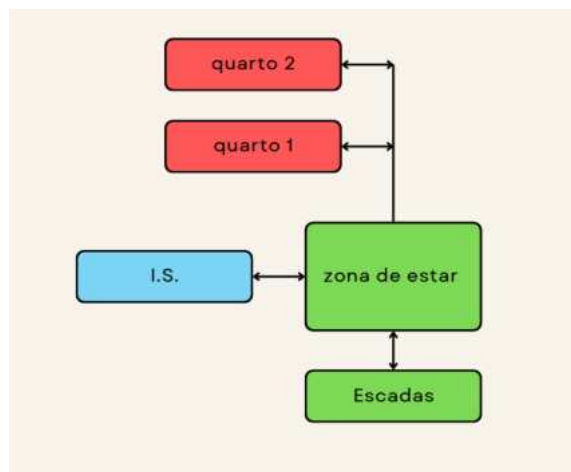 quarto 2
quarto 1
I.S.
zona de estar
Escadas